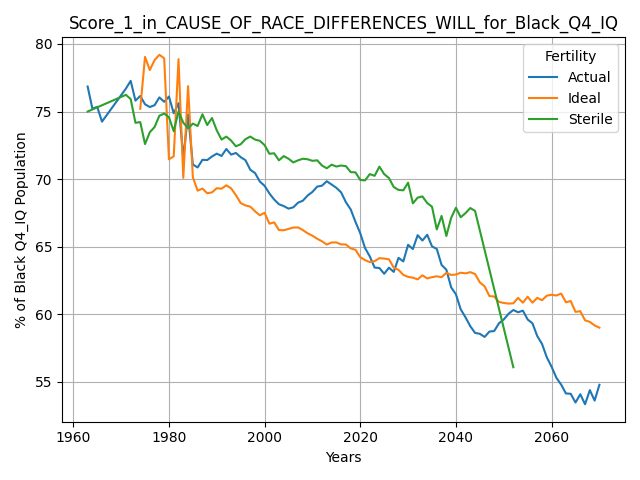 Score_1_in_CAUSE_OF_RACE_DIFFERENCES_WILL_for_Black_Q4_IQ
Fertility
Actual
Ideal
Sterile
% of Black Q4_IQ Population
80
75
70
65
60
55
1960
1980
2000
2020
2040
2060
Years